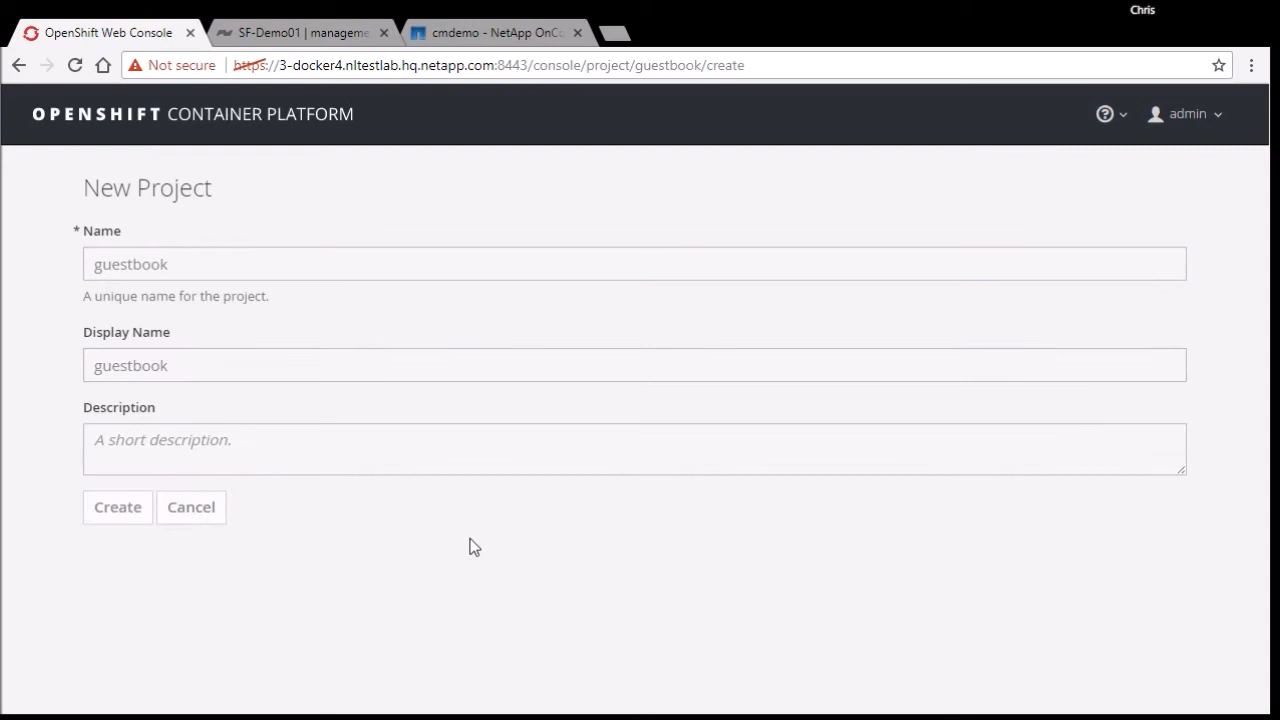 Chris
OpenShift Web Console
SF-Demo01 | manageme
cmdemo - NetApp OnCo
Not secure | https://3-docker4.nltestlab.hq.netapp.com:8443/console/project/guestbook/create
OPENSHIFT CONTAINER PLATFORM
admin
New Project
* Name
guestbook
A unique name for the project.
Display Name
guestbook
Description
A short description.
Create Cancel